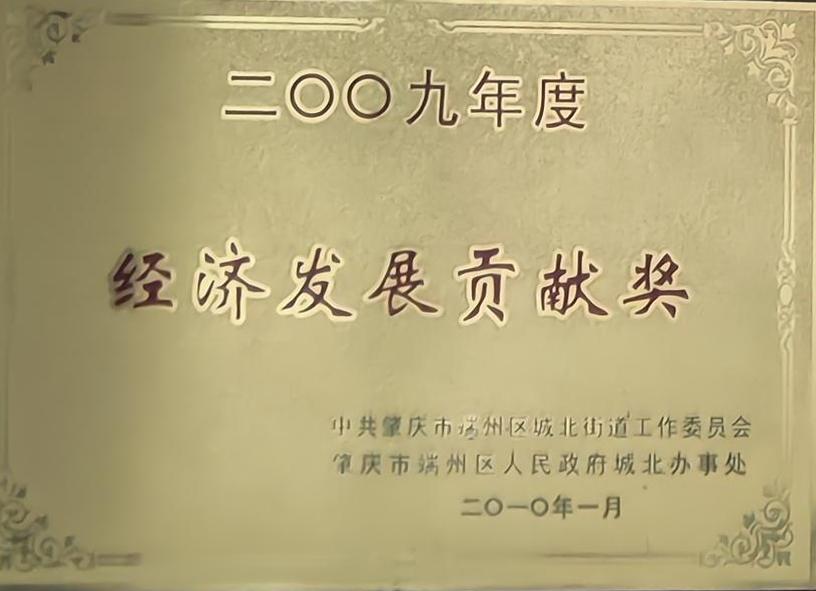 二〇〇九年度
经济发展贡献奖
中共肇庆市端州区城北街道工作委员会
肇庆市端州区人民政府城北办事处
二〇一〇年一月